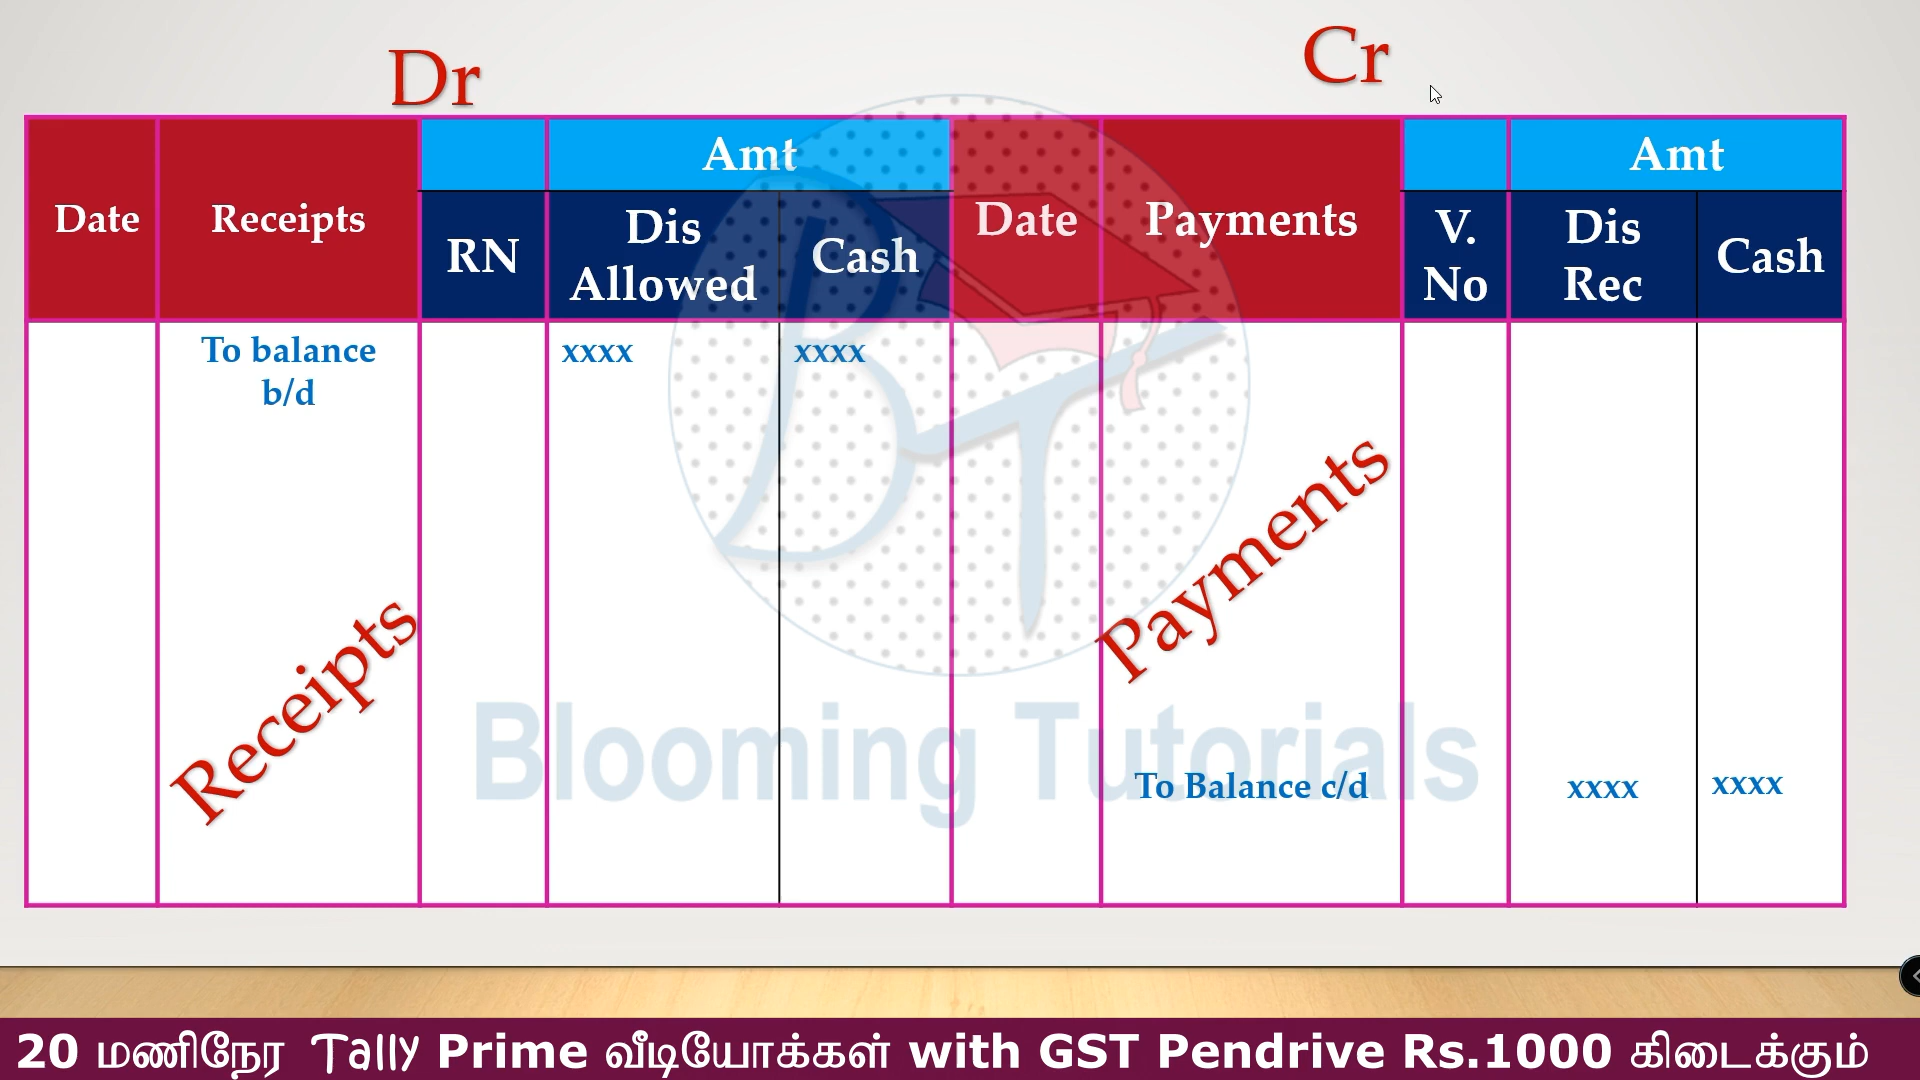 Dr
Cr
Date
Receipts
RN
Amt
Dis
Allowed
Cash
Date
Payments
V.
No
Amt
Dis
Rec
Cash
To balance
b/d
xxxx
xxxx
Receipts
Payments
Blooming Tutorials
To Balance c/d
xxxx
xxxx
20 மணிநேர Tally Prime வீடியோக்கள் with GST Pendrive Rs.1000 கிடைக்கும்